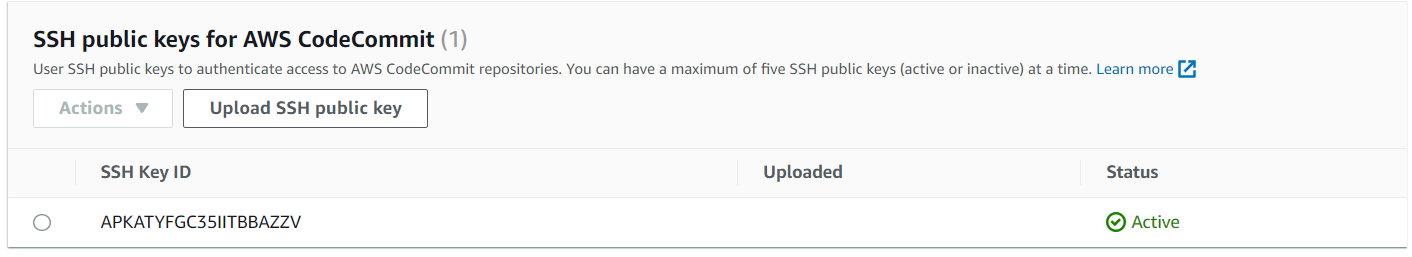 SSH public keys for AWS CodeCommit (1)
User SSH public keys to authenticate access to AWS CodeCommit repositories. You can have a maximum of five SSH public keys (active or inactive) at a time. Learn more
Actions Upload SSH public key
SSH Key ID Uploaded Status
APKATYFGC35IITBBAZZV Active